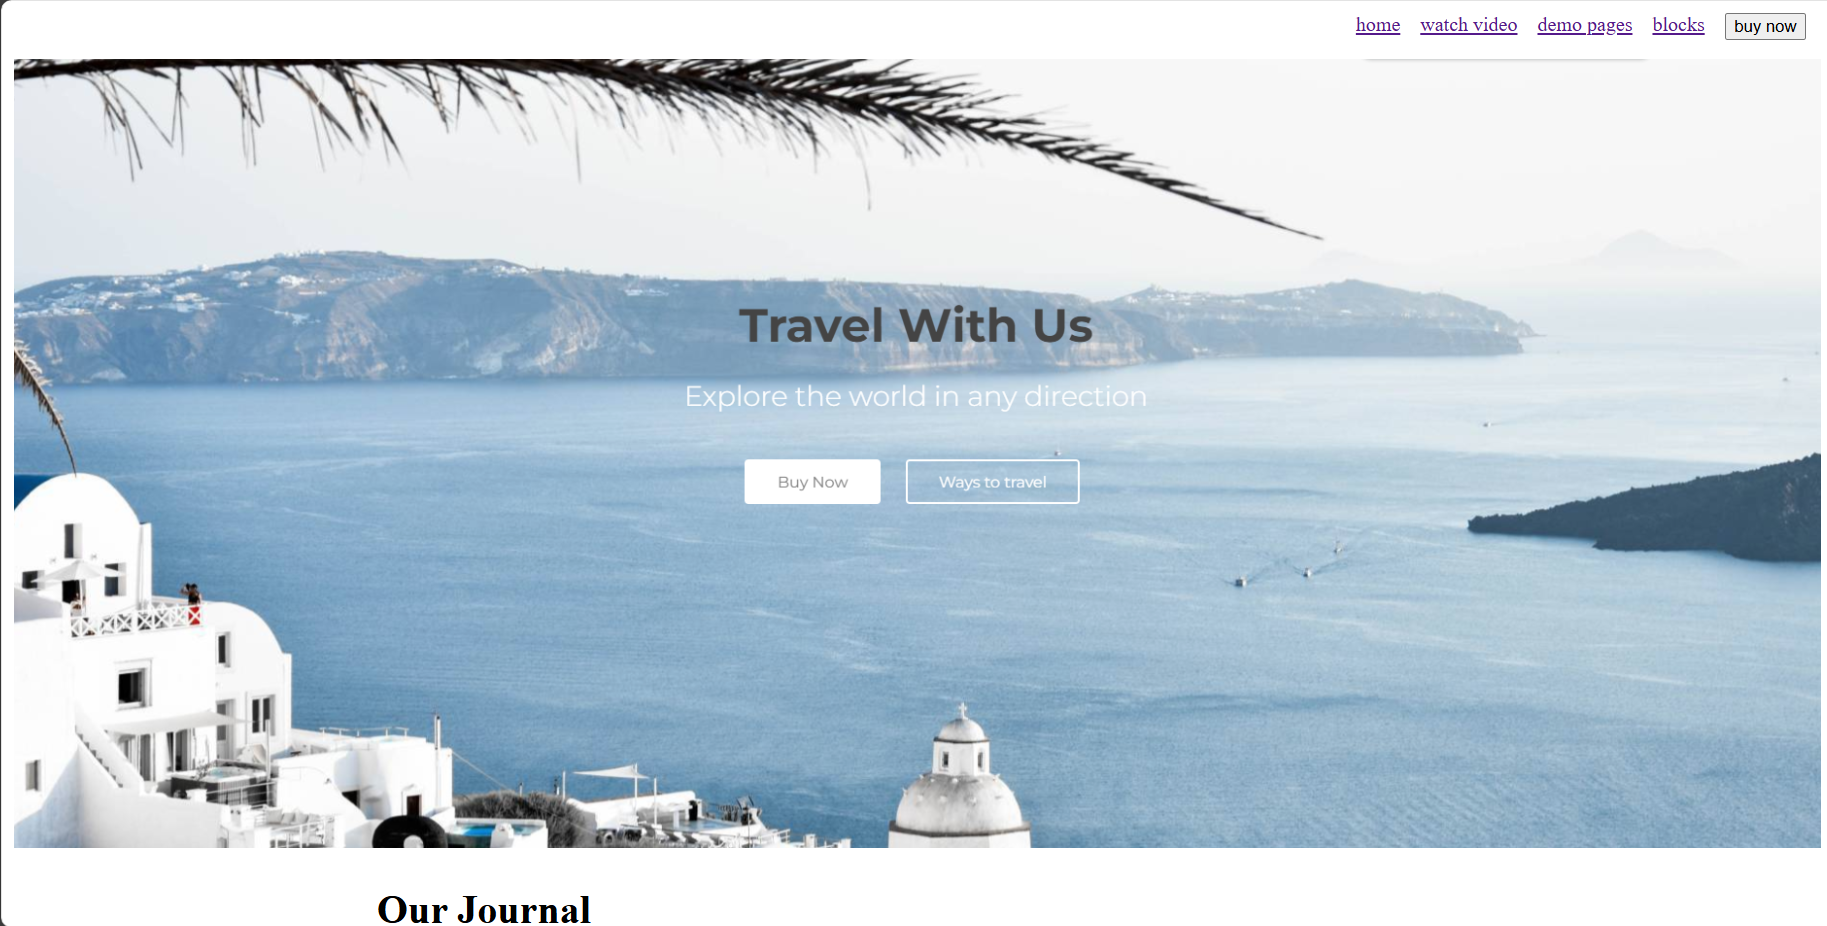 home watch video demo pages blocks buy now
Travel With Us
Explore the world in any direction
Buy Now Ways to travel
Our Journal